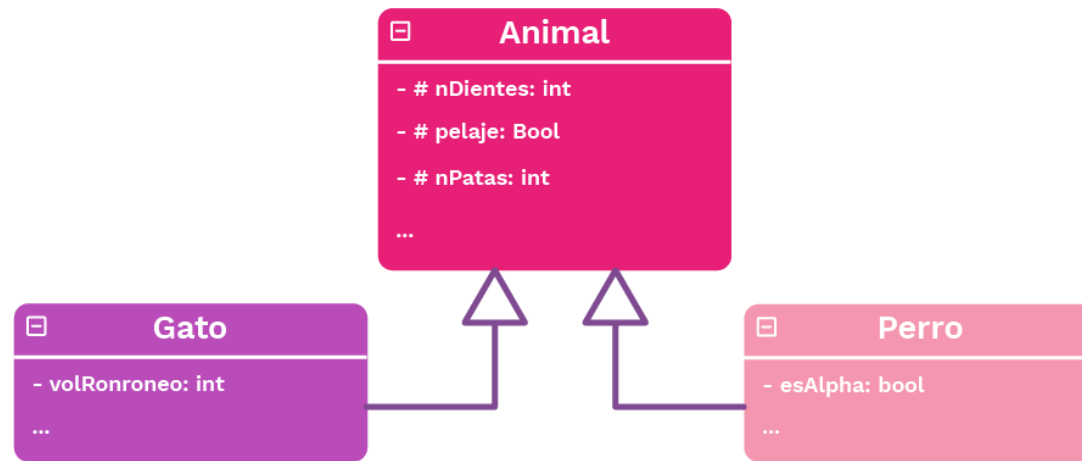 Animal
- # nDientes: int
- # pelaje: Bool
- # nPatas: int
...
Gato
- volRonroneo: int
...
Perro
- esAlpha: bool
...